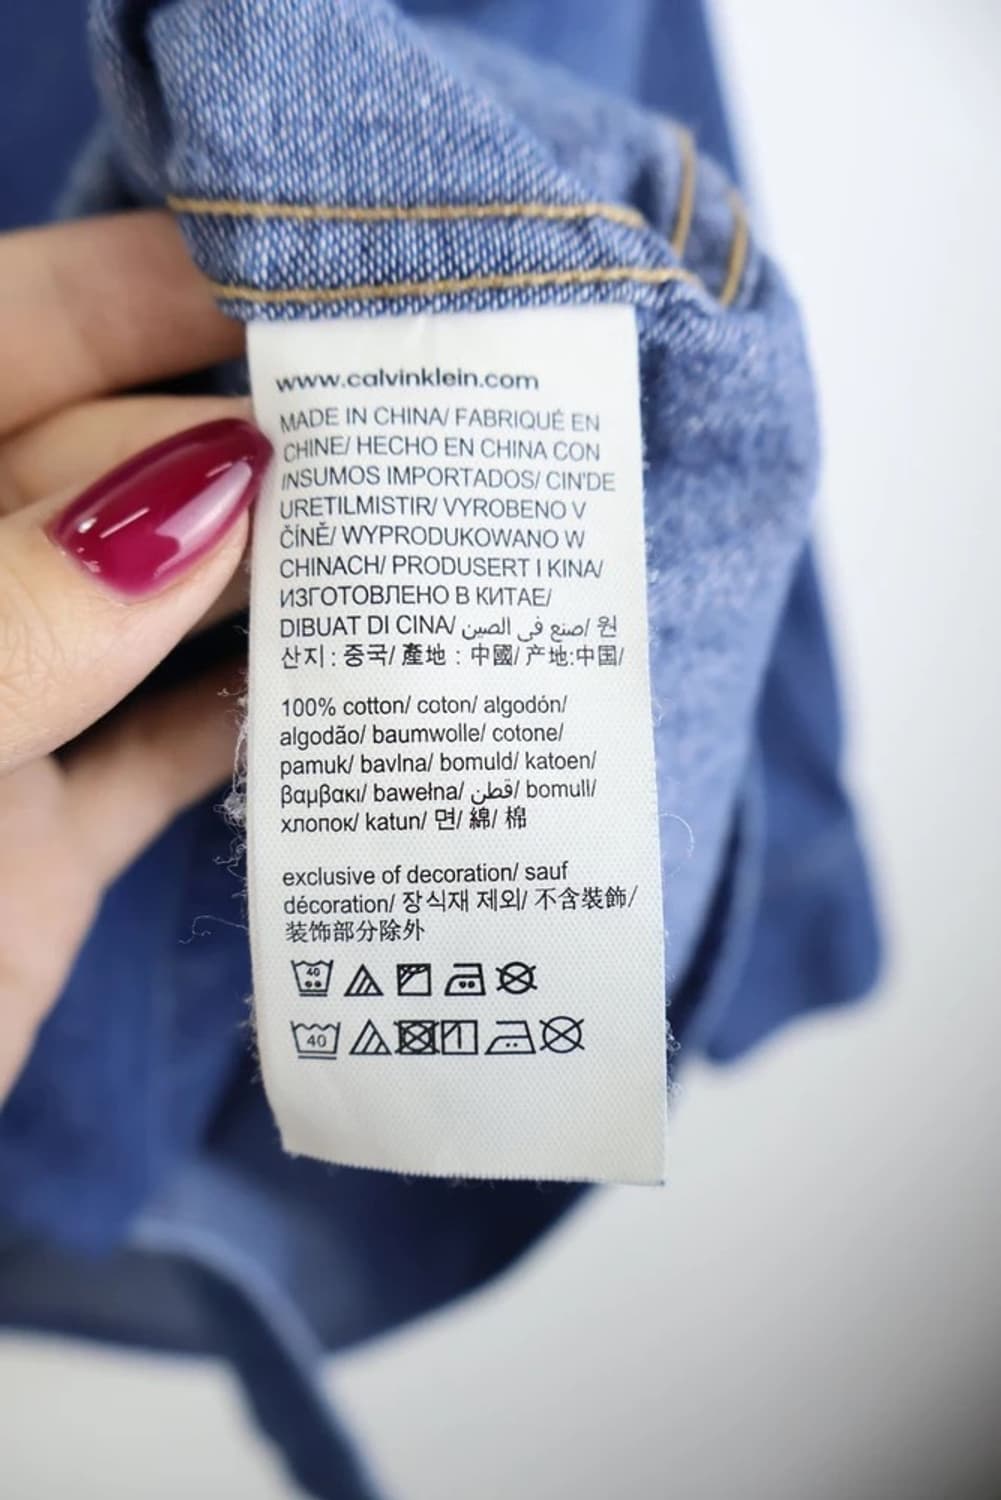 www.calvinklein.com
MADE IN CHINA/ FABRIQUÉ EN
CHINE/ HECHO EN CHINA CON
INSUMOS IMPORTADOS/ CIN'DE
URETILMISTIR/ VYROBENO V
ČÍNĚ/ WYPRODUKOWANO W
CHINACH/ PRODUSERT I KINA/
ИЗГОТОВЛЕНО В КИТАЕ/
DIBUAT DI CINA/ صنع في الصين/ 원
산지 : 중국/ 產地 : 中國/ 产地:中国/
100% cotton/ coton/ algodón/
algodão/ baumwolle/ cotone/
pamuk/ bavlna/ bomuld/ katoen/
βαμβακι/ bawełna/ قطن/ bomull/
хлопок/ katun/ 면/ 綿/ 棉
exclusive of decoration/ sauf
décoration/ 장식재 제외/ 不含裝飾/
装饰部分除外
40
40